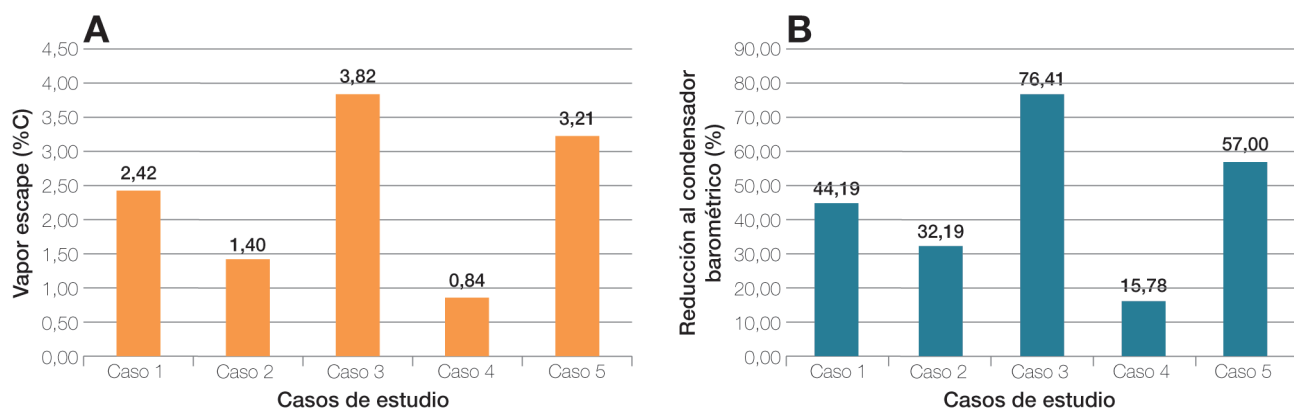 A
Vapor escape (%C)
4,50
4,00
3,50
3,00
2,50
2,00
1,50
1,00
0,50
0,00
2,42
1,40
3,82
0,84
3,21
Caso 1
Caso 2
Caso 3
Caso 4
Caso 5
Casos de estudio
B
Reducción al condensador
barométrico (%)
90,00
80,00
70,00
60,00
50,00
40,00
30,00
20,00
10,00
0,00
44,19
32,19
76,41
15,78
57,00
Caso 1
Caso 2
Caso 3
Caso 4
Caso 5
Casos de estudio